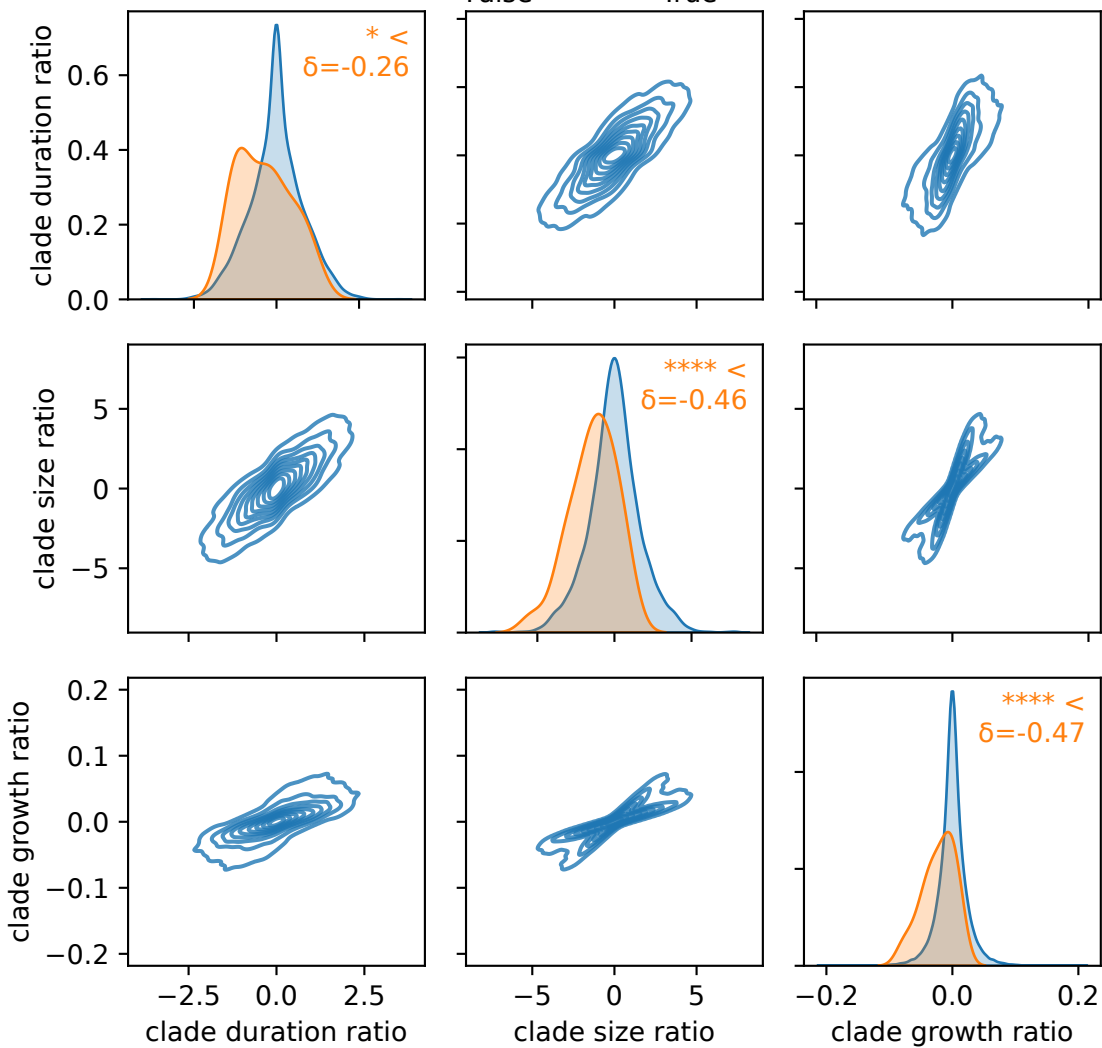 False True
clade duration ratio
0.6
0.4
0.2
0.0
* <
δ=-0.26
clade size ratio
5
0
−5
**** <
δ=-0.46
clade growth ratio
0.2
0.1
0.0
−0.1
−0.2
**** <
δ=-0.47
−2.5 0.0 2.5
−5 0 5
−0.2 0.0 0.2
clade duration ratio
clade size ratio
clade growth ratio